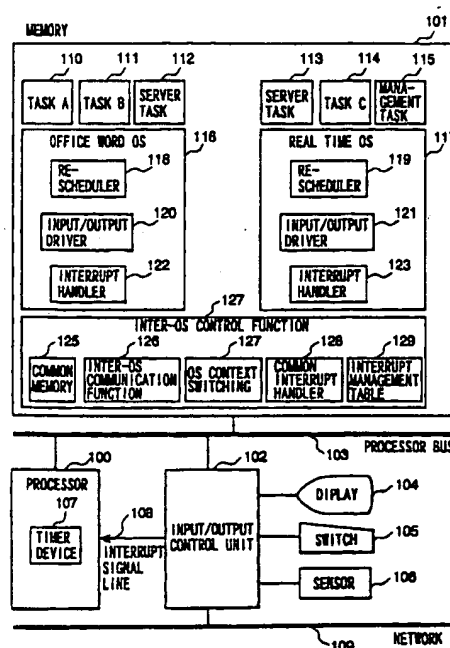 MEMORY
101
110
111
112
113
114
115
TASK A
TASK B
SERVER
TASK
SERVER
TASK
TASK C
MANA-
GEMENT
TASK
OFFICE WORD OS
116
REAL TIME OS
117
RE-
SCHEDULER
118
RE-
SCHEDULER
119
INPUT/OUTPUT
DRIVER
120
INPUT/OUTPUT
DRIVER
121
INTERRUPT
HANDLER
122
INTERRUPT
HANDLER
123
127
INTER-OS CONTROL FUNCTION
125
126
127
128
129
COMMON
MEMORY
INTER-OS
COMMUNICATION
FUNCTION
OS CONTEXT
SWITCHING
COMMON
INTERRUPT
HANDLER
INTERRUPT
MANAGEMENT
TABLE
103
PROCESSOR BUS
100
102
PROCESSOR
107
TIMER
DEVICE
108
INTERRUPT
SIGNAL
LINE
INPUT/OUTPUT
CONTROL UNIT
DIPLAY
104
SWITCH
105
SENSOR
106
109
NETWORK